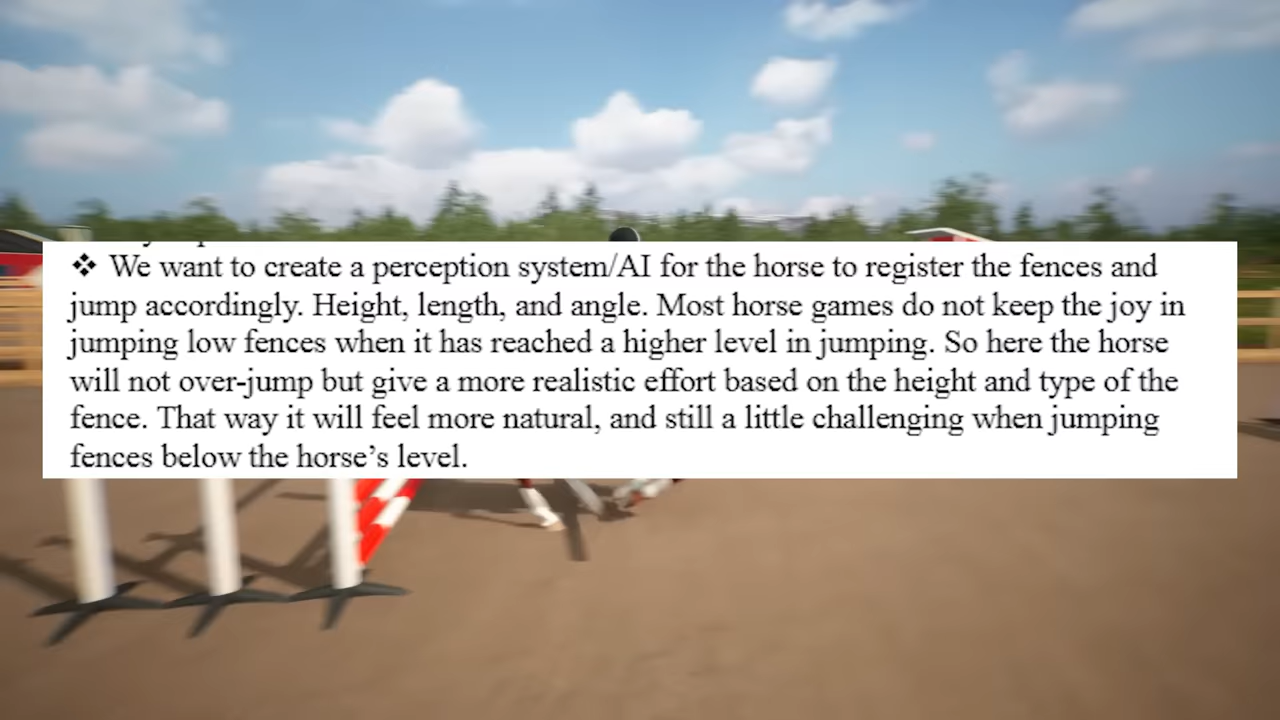 ❖ We want to create a perception system/AI for the horse to register the fences and
jump accordingly. Height, length, and angle. Most horse games do not keep the joy in
jumping low fences when it has reached a higher level in jumping. So here the horse
will not over-jump but give a more realistic effort based on the height and type of the
fence. That way it will feel more natural, and still a little challenging when jumping
fences below the horse’s level.